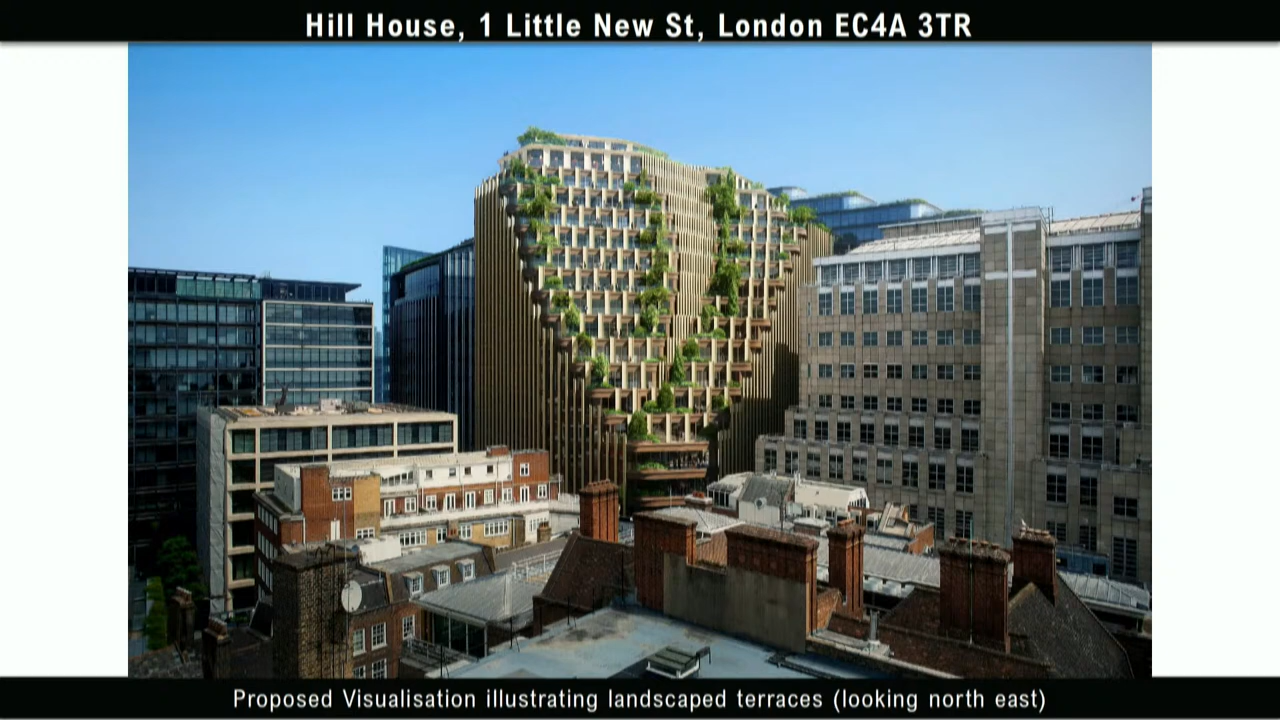 Hill House, 1 Little New St, London EC4A 3TR
Proposed Visualisation illustrating landscaped terraces (looking north east)